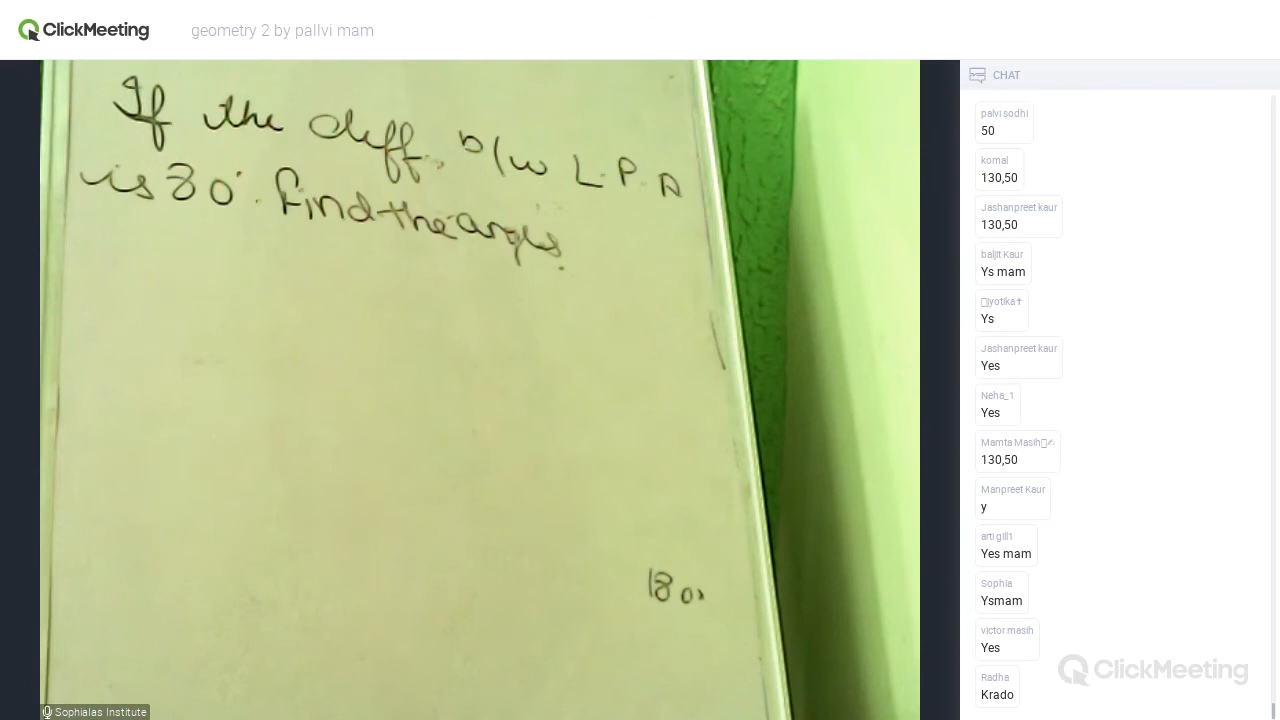 ClickMeeting
geometry 2 by pallvi mam
If the diff. b/w L.P.A
is 80°. find the angles.
180°
Sophialas Institute
CHAT
palvi sodhi
50
komal
130,50
Jashanpreet kaur
130,50
baljit Kaur
Ys mam
jyotika✝
Ys
Jashanpreet kaur
Yes
Neha_1
Yes
Mamta Masih
130,50
Manpreet Kaur
y
arti gill1
Yes mam
Sophia
Ysmam
victor masih
Yes
Radha
Krado
ClickMeeting